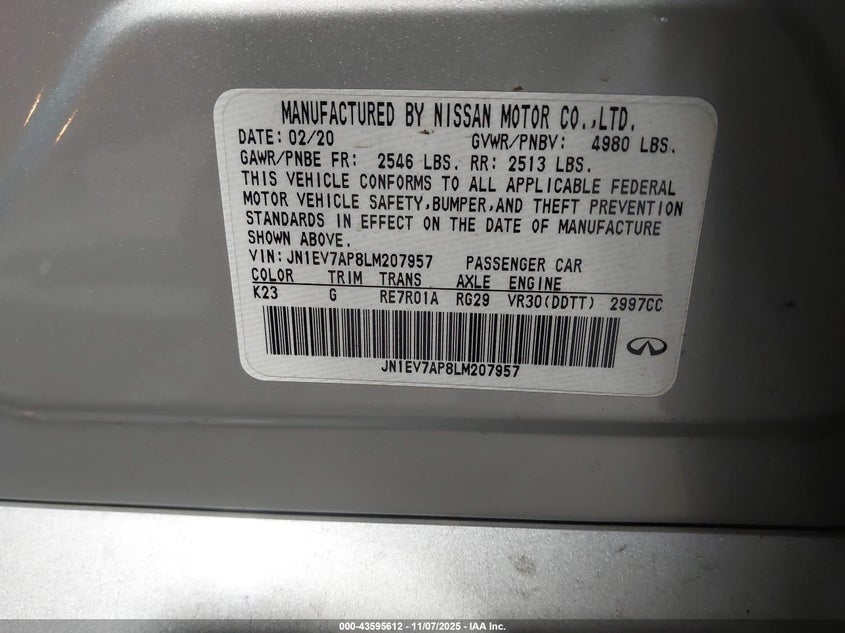 MANUFACTURED BY NISSAN MOTOR CO.,LTD.
DATE: 02/20 GVWR/PNBV: 4980 LBS.
GAWR/PNBE FR: 2546 LBS. RR: 2513 LBS.
THIS VEHICLE CONFORMS TO ALL APPLICABLE FEDERAL
MOTOR VEHICLE SAFETY,BUMPER,AND THEFT PREVENTION
STANDARDS IN EFFECT ON THE DATE OF MANUFACTURE
SHOWN ABOVE.
VIN: JN1EV7AP8LM207957 PASSENGER CAR
COLOR TRIM TRANS AXLE ENGINE
K23 G RE7R01A RG29 VR30(DDTT) 2997CC
JN1EV7AP8LM207957
000-43595612 - 11/07/2025 - IAA Inc.